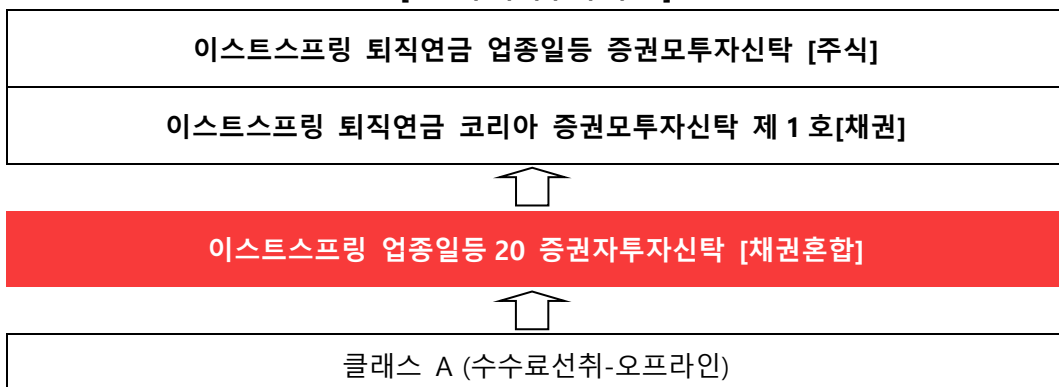 이스트스프링 퇴직연금 업종일등 증권모투자신탁 [주식]
이스트스프링 퇴직연금 코리아 증권모투자신탁 제 1 호[채권]
이스트스프링 업종일등 20 증권자투자신탁 [채권혼합]
클래스 A (수수료선취-오프라인)